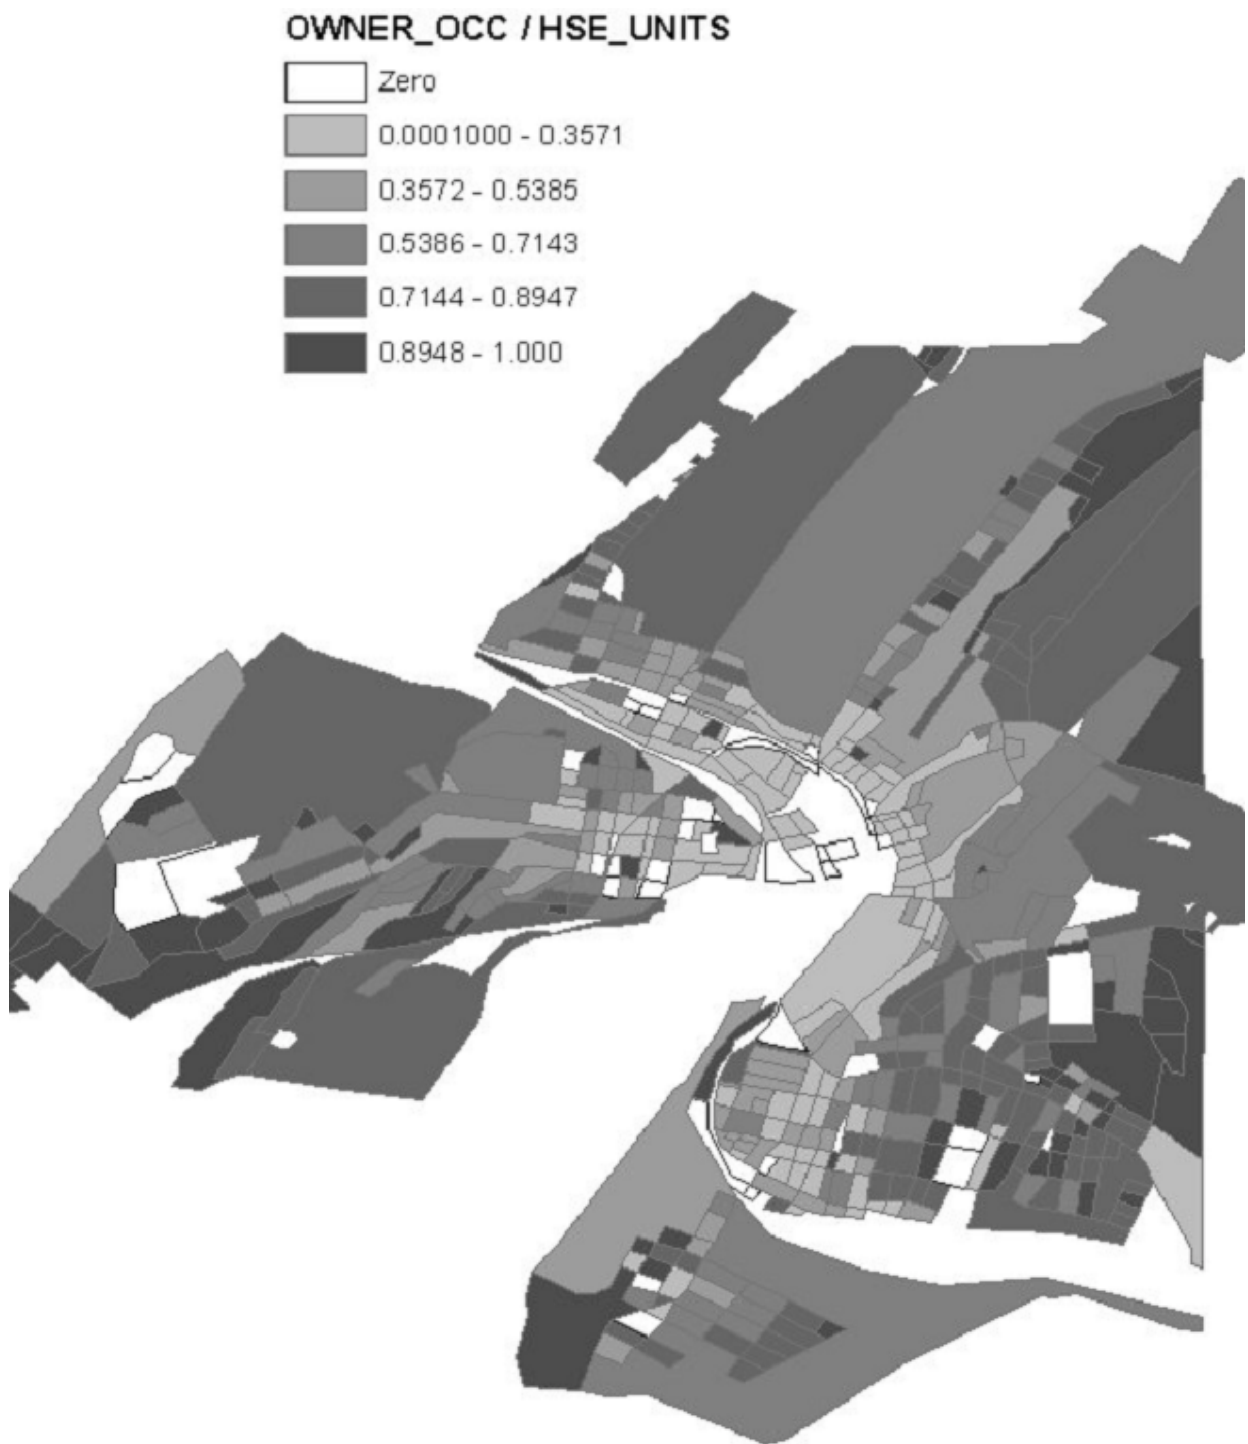 OWNER_OCC / HSE_UNITS
Zero
0.0001000 - 0.3571
0.3572 - 0.5385
0.5386 - 0.7143
0.7144 - 0.8947
0.8948 - 1.000